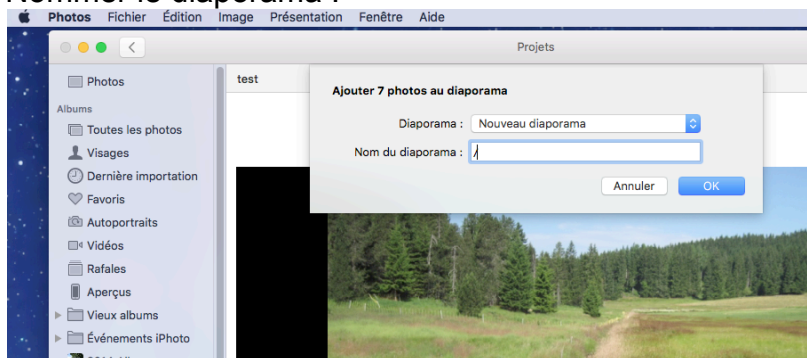 Nommer le diaporama :
Photos Fichier Édition Image Présentation Fenêtre Aide
Projets
Photos
Albums
Toutes les photos
Visages
Dernière importation
Favoris
Autoportraits
Vidéos
Rafales
Aperçus
Vieux albums
Événements iPhoto
test
Ajouter 7 photos au diaporama
Diaporama : Nouveau diaporama
Nom du diaporama : /
Annuler OK